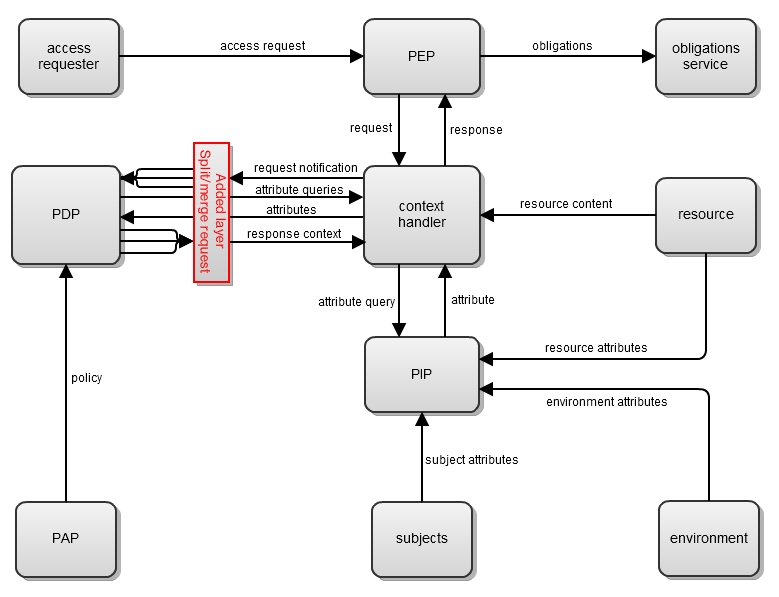 access
requester
access request
PEP
obligations
obligations
service
request
response
Added layer
Split/merge request
request notification
attribute queries
attributes
response context
PDP
context
handler
resource content
resource
attribute query
attribute
resource attributes
PIP
environment attributes
policy
subject attributes
PAP
subjects
environment